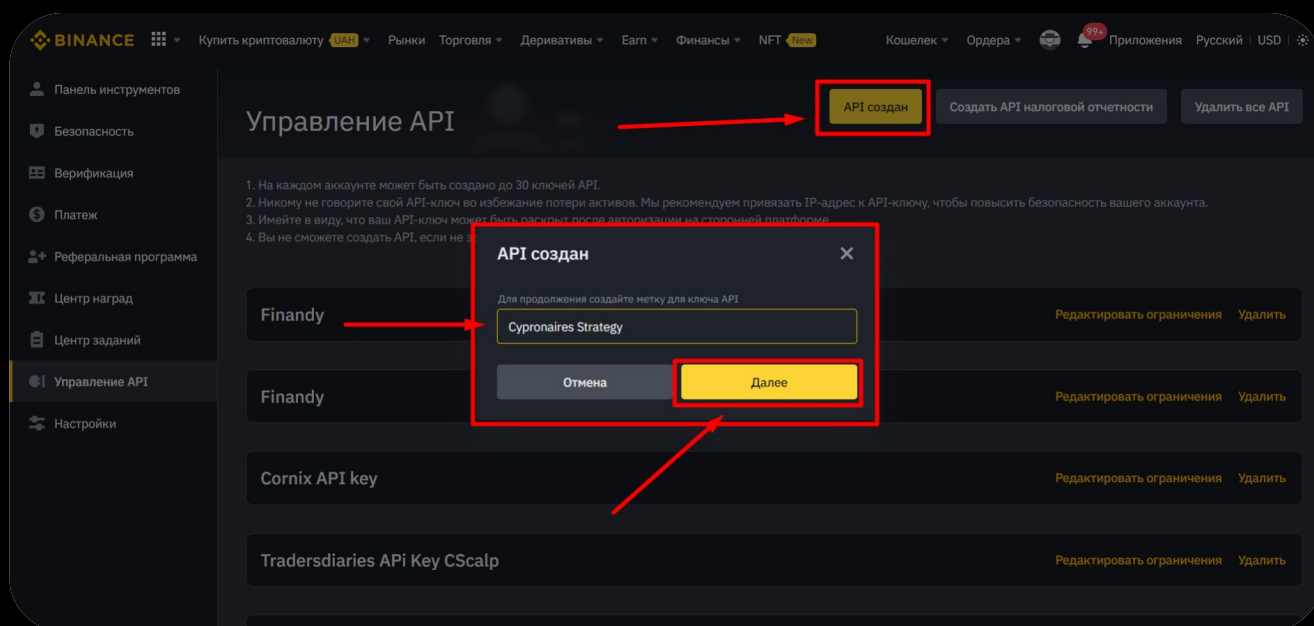 BINANCE Купить криптовалюту UAH Рынки Торговля Деривативы Earn Финансы NFT New Кошелек Ордера 99+ Приложения Русский USD
Панель инструментов
Безопасность
Верификация
Платеж
Реферальная программа
Центр наград
Центр заданий
Управление API
Настройки
Управление API
API создан
Создать API налоговой отчетности
Удалить все API
1. На каждом аккаунте может быть создано до 30 ключей API.
2. Никому не говорите свой API-ключ во избежание потери активов. Мы рекомендуем привязать IP-адрес к API-ключу, чтобы повысить безопасность вашего аккаунта.
3. Имейте в виду, что ваш API-ключ может быть раскрыт после авторизации на сторонней платформе.
4. Вы не сможете создать API, если не
API создан
Для продолжения создайте метку для ключа API
Cypronaires Strategy
Отмена
Далее
Finandy Редактировать ограничения Удалить
Finandy Редактировать ограничения Удалить
Cornix API key Редактировать ограничения Удалить
Tradersdiaries APi Key CScalp Редактировать ограничения Удалить